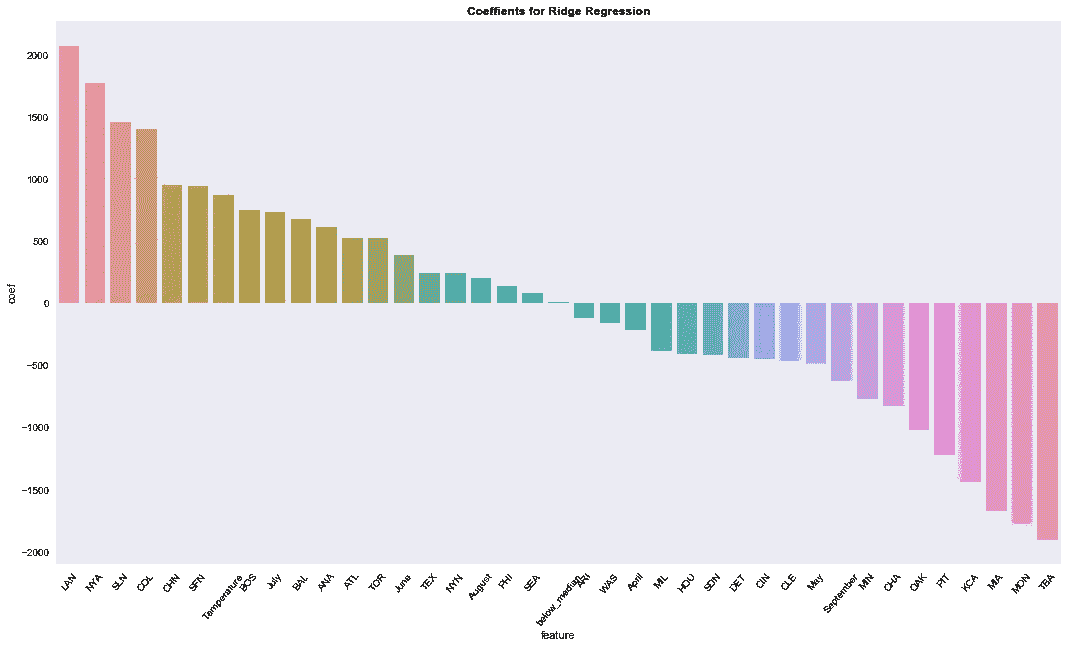 Coeffients for Ridge Regression
2000
1500
1000
500
0
−500
−1000
−1500
−2000
coef
LAN NYA SLN COL CHN SFN Temperature BOS July BAL ANA ATL TOR June TEX NYN August PHI SEA below_median ARI WAS April MIL HOU SDN DET CIN CLE May September MIN CHA OAK PIT KCA MIA MON TBA
feature